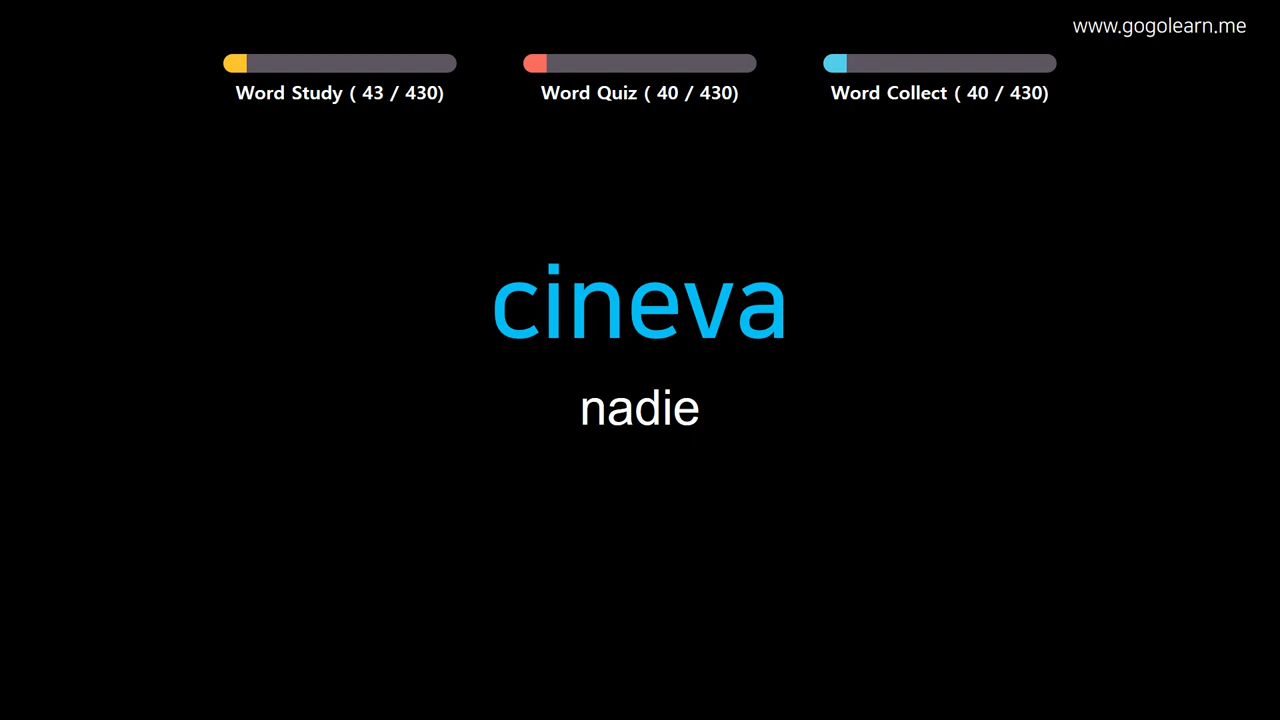 www.gogolearn.me
Word Study ( 43 / 430)
Word Quiz ( 40 / 430)
Word Collect ( 40 / 430)
cineva
nadie